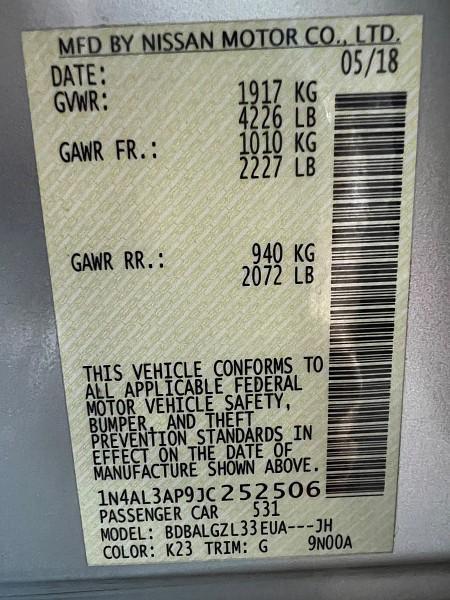 MFD BY NISSAN MOTOR CO., LTD.
DATE: 05/18
GVWR: 1917 KG
4226 LB
GAWR FR.: 1010 KG
2227 LB
GAWR RR.: 940 KG
2072 LB
THIS VEHICLE CONFORMS TO
ALL APPLICABLE FEDERAL
MOTOR VEHICLE SAFETY,
BUMPER, AND THEFT
PREVENTION STANDARDS IN
EFFECT ON THE DATE OF
MANUFACTURE SHOWN ABOVE.
1N4AL3AP9JC252506
PASSENGER CAR 531
MODEL: BDBALGZL33EUA---JH
COLOR: K23 TRIM: G 9N00A